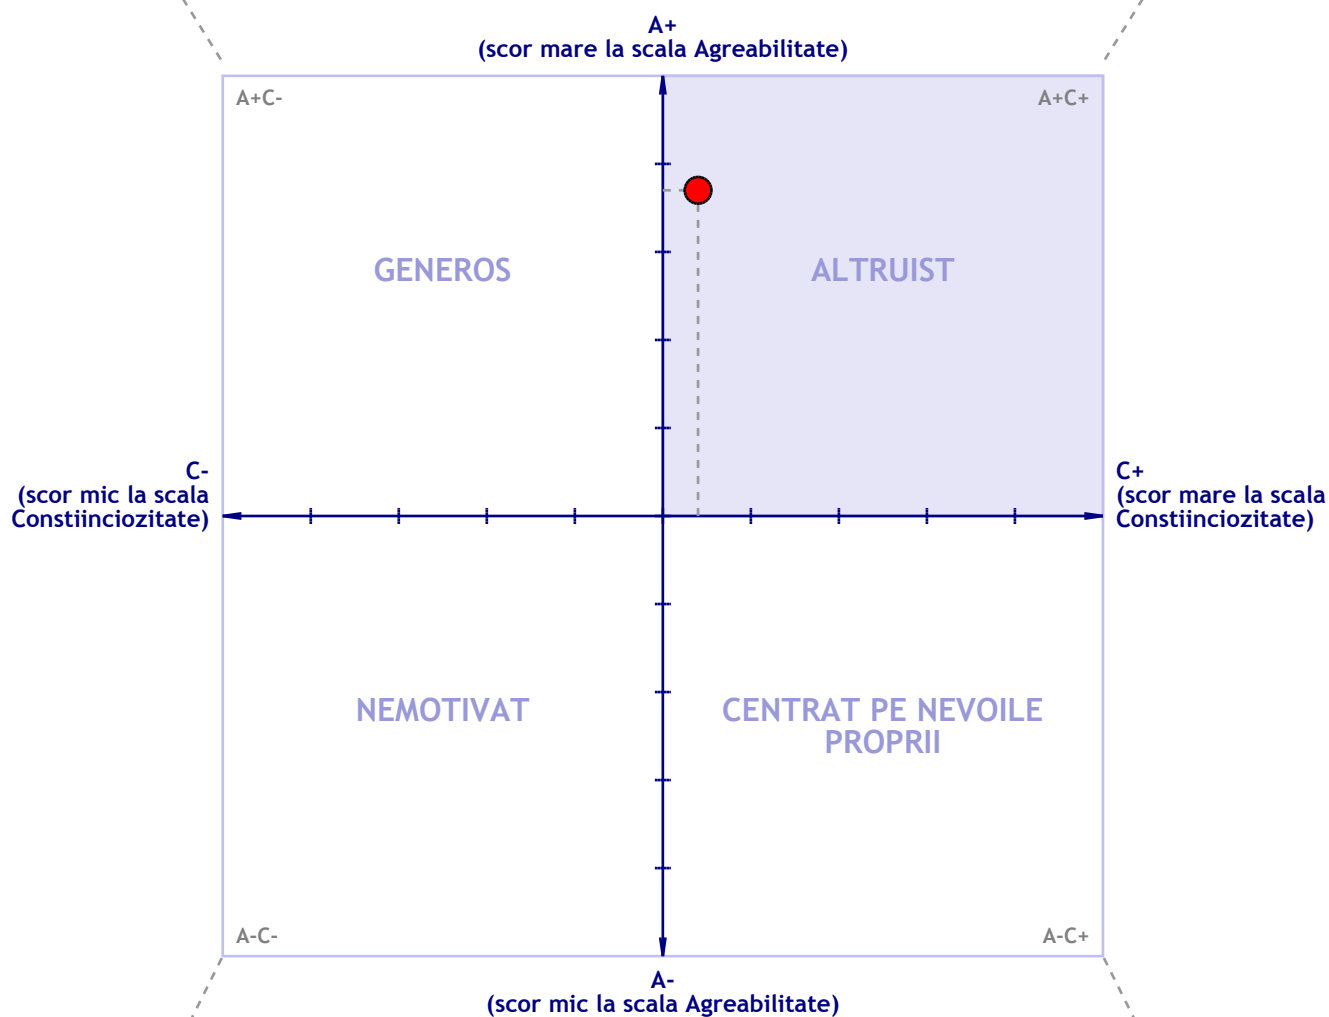 A+
(scor mare la scala Agreabilitate)
A+C-
A+C+
GENEROS
ALTRUIST
C-
(scor mic la scala
Constiinciozitate)
C+
(scor mare la scala
Constiinciozitate)
NEMOTIVAT
CENTRAT PE NEVOILE
PROPRII
A-C-
A-C+
A-
(scor mic la scala Agreabilitate)